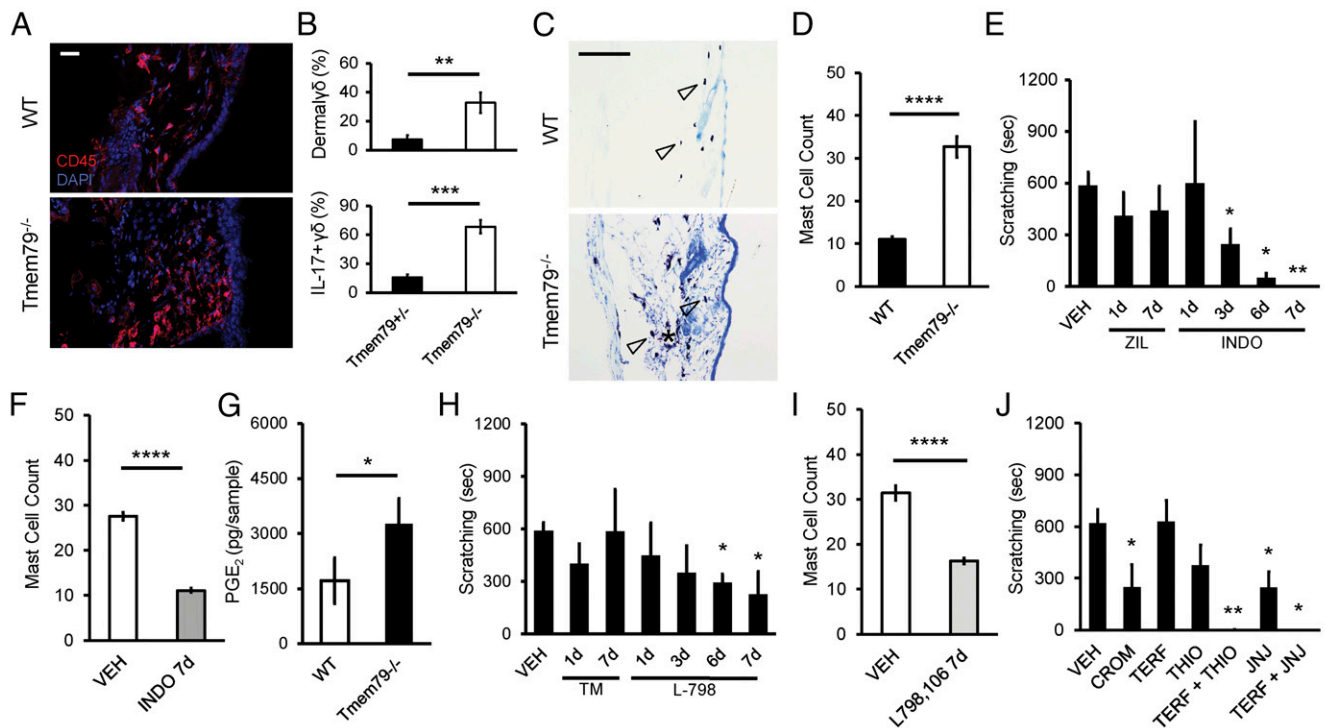 A
WT
CD45
DAPI
Tmem79-/-
B
Dermalγδ (%)
60
40
20
0
**
IL-17+ γδ (%)
90
60
30
0
***
Tmem79+/-
Tmem79-/-
C
WT
Tmem79-/-
*
D
Mast Cell Count
50
40
30
20
10
0
****
WT
Tmem79-/-
E
Scratching (sec)
1200
900
600
300
0
* * **
VEH 1d 7d 1d 3d 6d 7d
ZIL INDO
F
Mast Cell Count
50
40
30
20
10
0
****
VEH
INDO 7d
G
PGE2 (pg/sample)
6000
4500
3000
1500
0
*
WT
Tmem79-/-
H
Scratching (sec)
1200
900
600
300
0
* *
VEH 1d 7d 1d 3d 6d 7d
TM L-798
I
Mast Cell Count
50
40
30
20
10
0
****
VEH
L798,106 7d
J
Scratching (sec)
1200
900
600
300
0
* ** * *
VEH
CROM
TERF
THIO
TERF + THIO
JNJ
TERF + JNJ